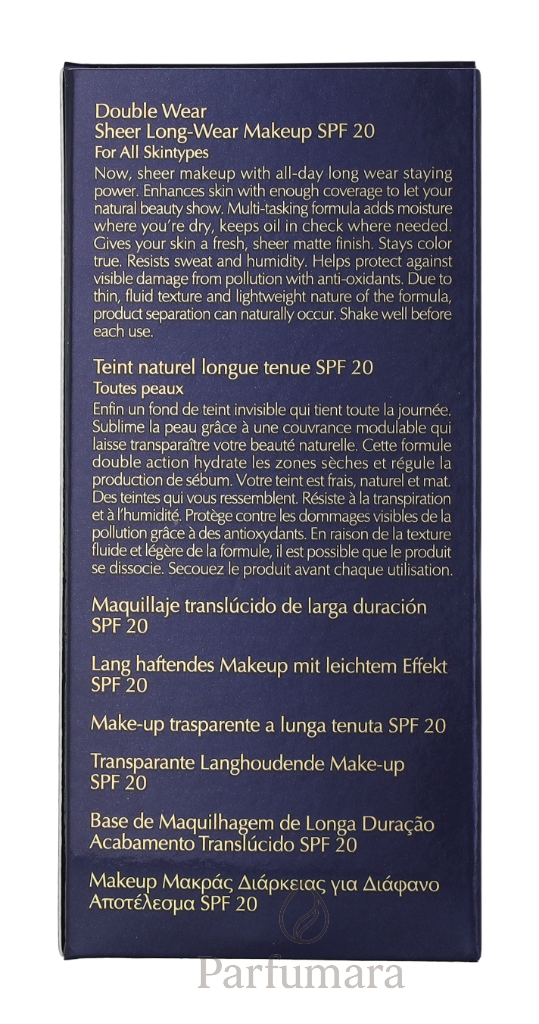 Double Wear
Sheer Long-Wear Makeup SPF 20
For All Skintypes
Now, sheer makeup with all-day long wear staying
power. Enhances skin with enough coverage to let your
natural beauty show. Multi-tasking formula adds moisture
where you're dry, keeps oil in check where needed.
Gives your skin a fresh, sheer matte finish. Stays color
true. Resists sweat and humidity. Helps protect against
visible damage from pollution with anti-oxidants. Due to
thin, fluid texture and lightweight nature of the formula,
product separation can naturally occur. Shake well before
each use.
Teint naturel longue tenue SPF 20
Toutes peaux
Enfin un fond de teint invisible qui tient toute la journée.
Sublime la peau grâce à une couvrance modulable qui
laisse transparaître votre beauté naturelle. Cette formule
double action hydrate les zones sèches et régule la
production de sébum. Votre teint est frais, naturel et mat.
Des teintes qui vous ressemblent. Résiste à la transpiration
et à l'humidité. Protège contre les dommages visibles de la
pollution grâce à des antioxydants. En raison de la texture
fluide et légère de la formule, il est possible que le produit
se dissocie. Secouez le produit avant chaque utilisation.
Maquillaje translúcido de larga duración
SPF 20
Lang haftendes Makeup mit leichtem Effekt
SPF 20
Make-up trasparente a lunga tenuta SPF 20
Transparante Langhoudende Make-up
SPF 20
Base de Maquilhagem de Longa Duração
Acabamento Translúcido SPF 20
Makeup Μακράς Διάρκειας για Διάφανο
Αποτέλεσμα SPF 20
Parfumara